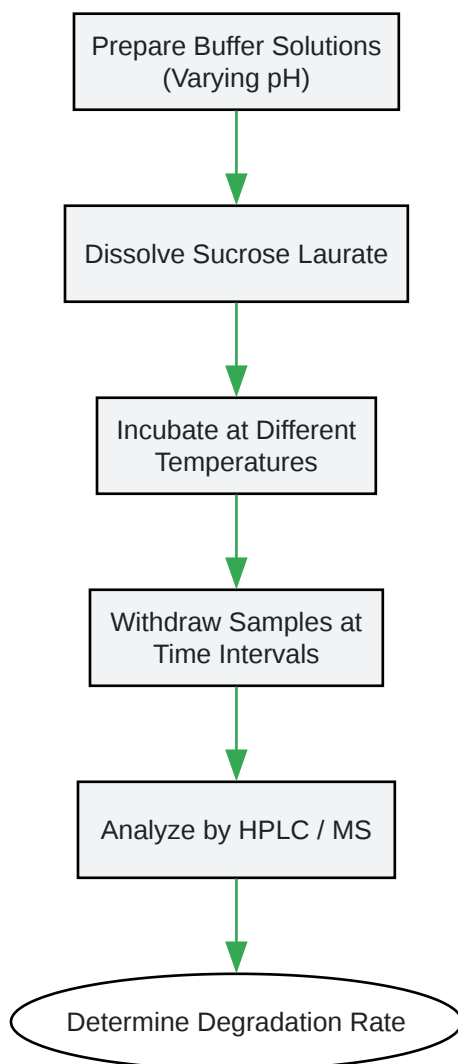 Prepare Buffer Solutions
(Varying pH)
Dissolve Sucrose Laurate
Incubate at Different
Temperatures
Withdraw Samples at
Time Intervals
Analyze by HPLC / MS
Determine Degradation Rate